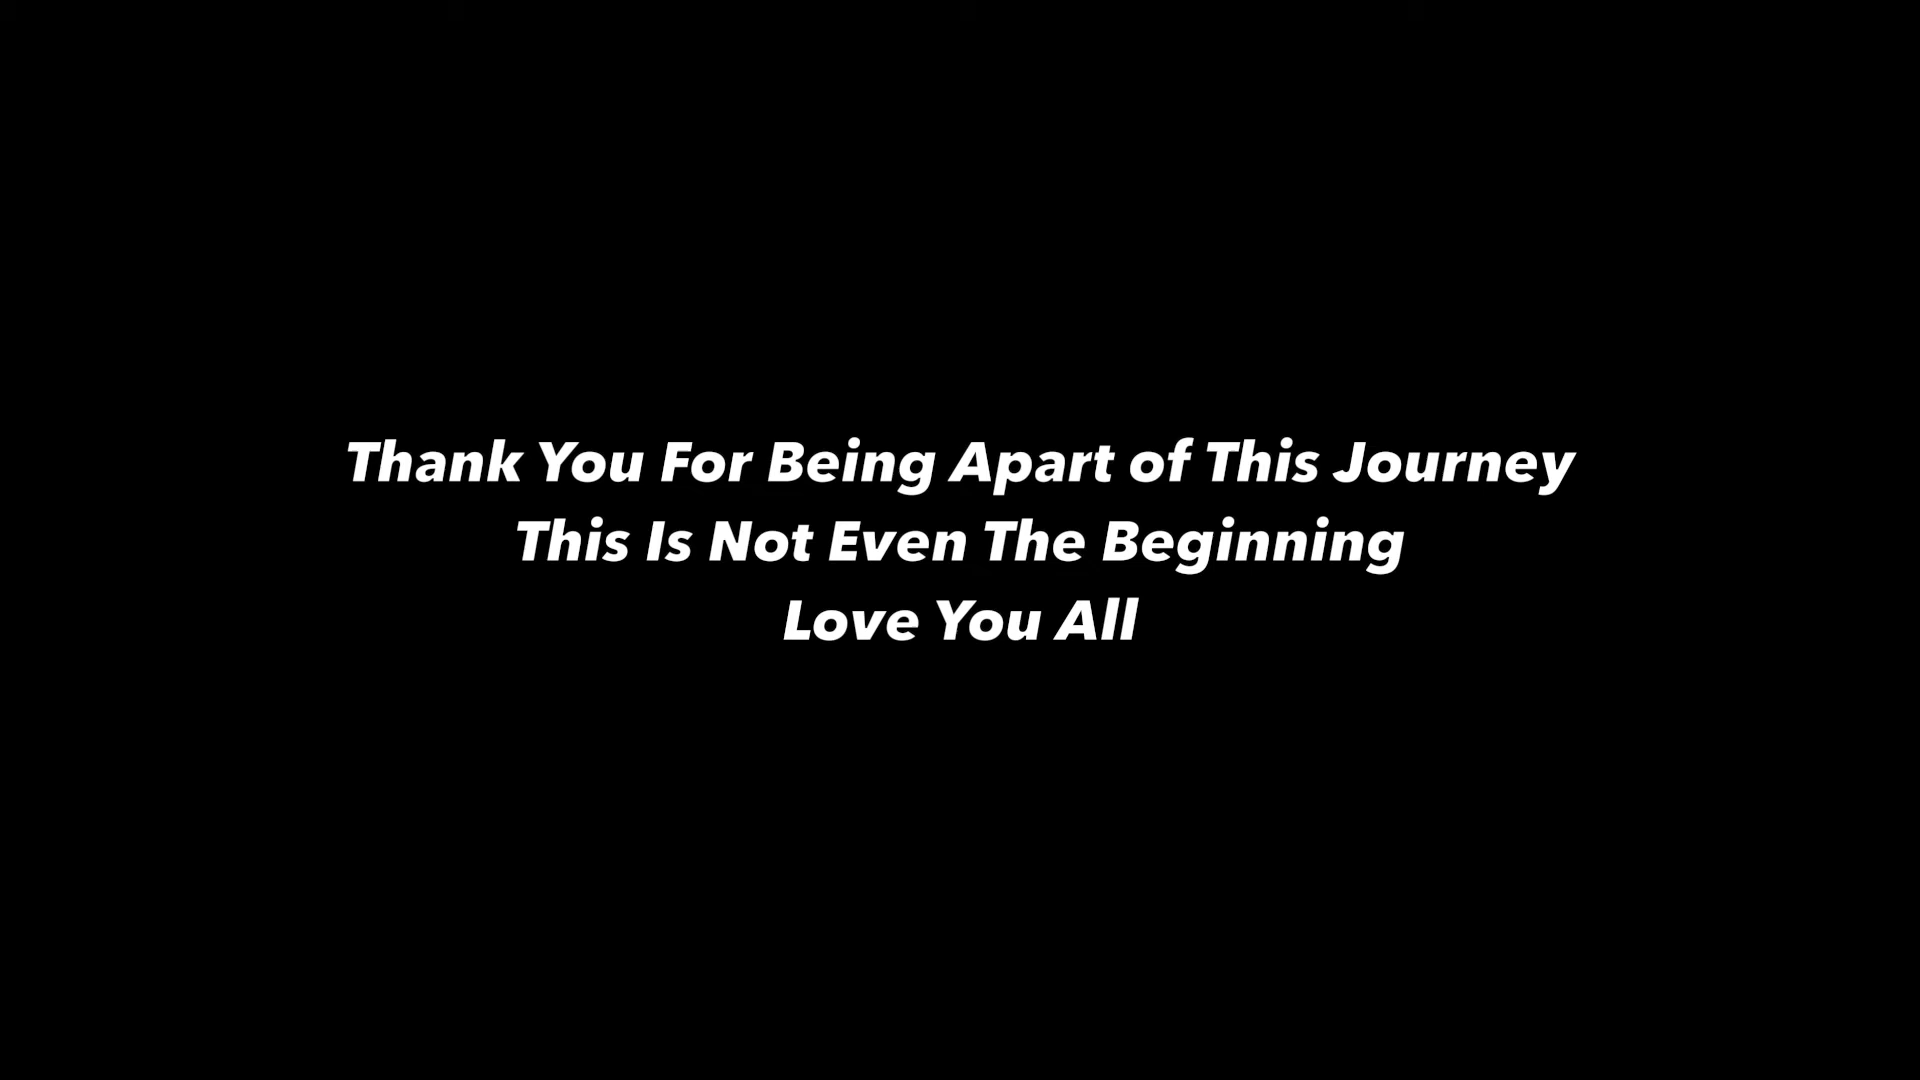 Thank You For Being Apart of This Journey
This Is Not Even The Beginning
Love You All